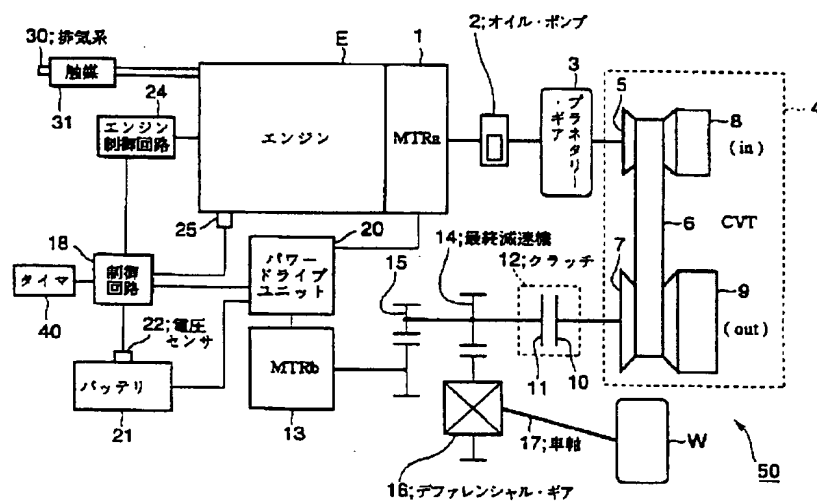 30;排気系
触媒
31
24
エンジン
制御回路
E
1
エンジン
MTRa
2;オイル・ポンプ
3
プラネタリー
・ギア
5
4
8
(in)
6
CVT
7
9
(out)
25
20
パワー
ドライブ
ユニット
18
制御
回路
タイマ
40
22;電圧
センサ
バッテリ
21
MTRb
13
14;最終減速機
15
12;クラッチ
11
10
16;デファレンシャル・ギア
17;車軸
W
50